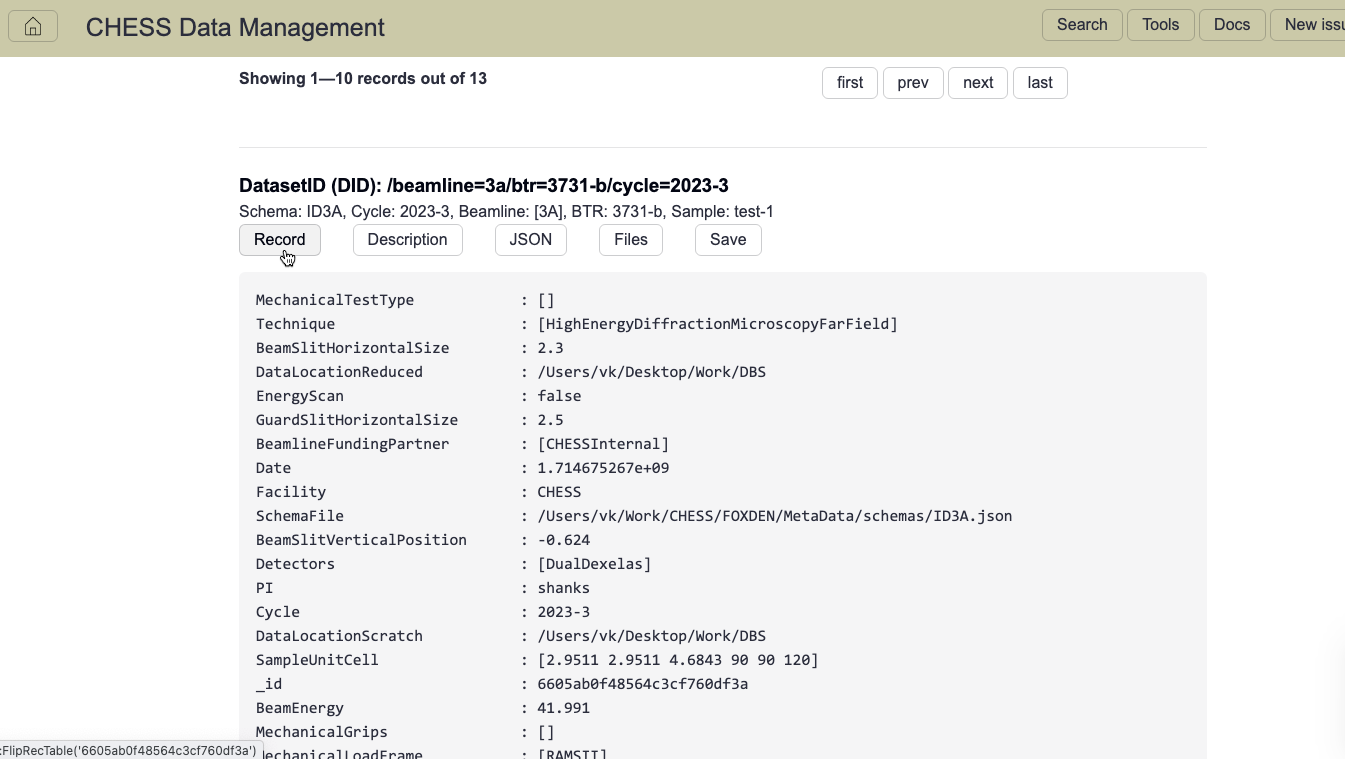 CHESS Data Management
Search Tools Docs New issu
Showing 1—10 records out of 13
first prev next last
DatasetID (DID): /beamline=3a/btr=3731-b/cycle=2023-3
Schema: ID3A, Cycle: 2023-3, Beamline: [3A], BTR: 3731-b, Sample: test-1
Record Description JSON Files Save
MechanicalTestType : []
Technique : [HighEnergyDiffractionMicroscopyFarField]
BeamSlitHorizontalSize : 2.3
DataLocationReduced : /Users/vk/Desktop/Work/DBS
EnergyScan : false
GuardSlitHorizontalSize : 2.5
BeamlineFundingPartner : [CHESSInternal]
Date : 1.714675267e+09
Facility : CHESS
SchemaFile : /Users/vk/Work/CHESS/FOXDEN/MetaData/schemas/ID3A.json
BeamSlitVerticalPosition : -0.624
Detectors : [DualDexelas]
PI : shanks
Cycle : 2023-3
DataLocationScratch : /Users/vk/Desktop/Work/DBS
SampleUnitCell : [2.9511 2.9511 4.6843 90 90 120]
_id : 6605ab0f48564c3cf760df3a
BeamEnergy : 41.991
MechanicalGrips : []
:FlipRecTable('6605ab0f48564c3cf760df3a')
MechanicalLoadFrame : [RAMSII]